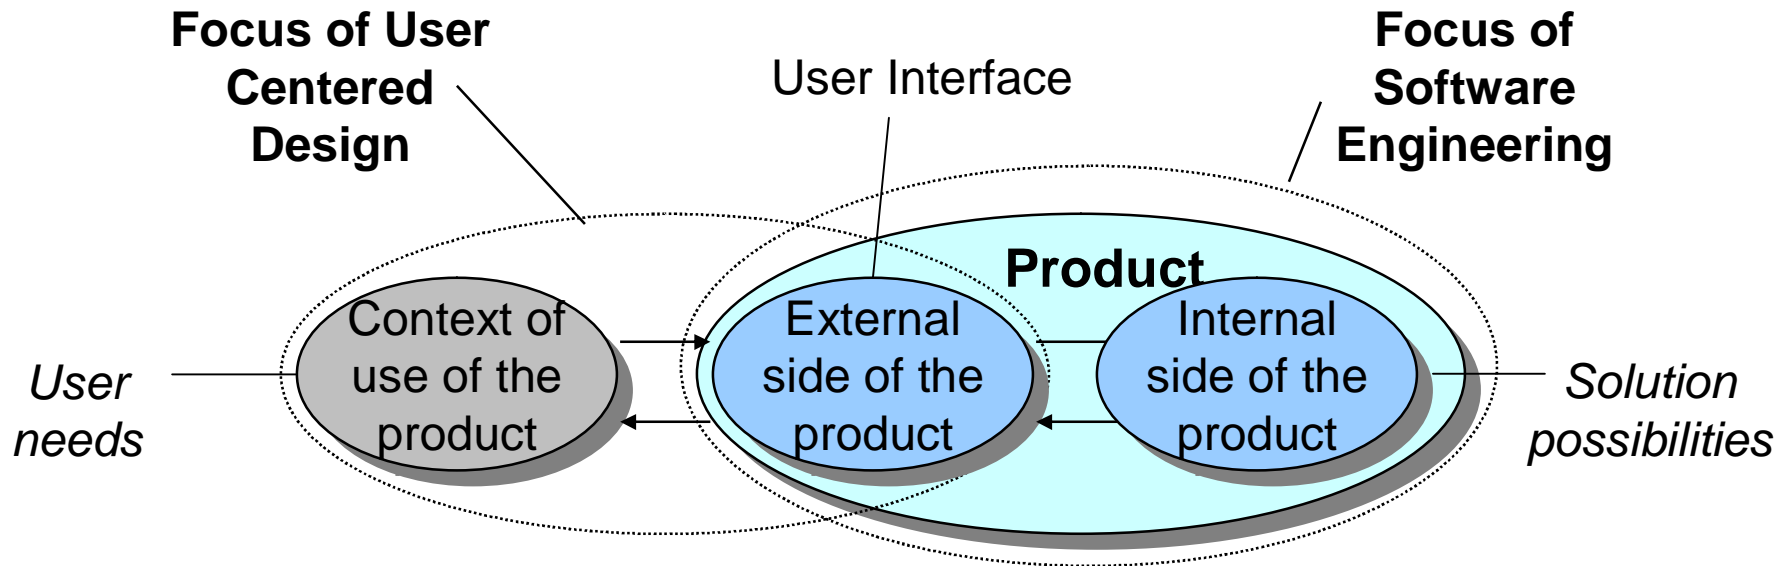 Focus of User
Centered
Design
User Interface
Focus of
Software
Engineering
Product
Context of
use of the
product
External
side of the
product
Internal
side of the
product
User
needs
Solution
possibilities